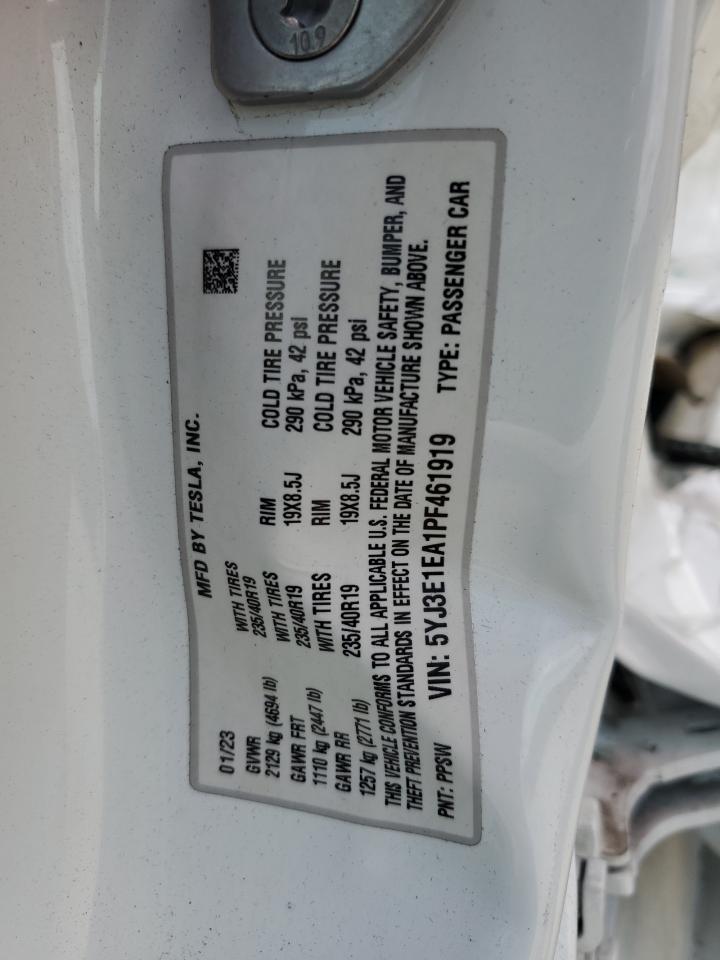 10.9
MFD BY TESLA, INC.
01/23
GVWR WITH TIRES
2129 kg (4694 lb) 235/40R19 RIM COLD TIRE PRESSURE
GAWR FRT WITH TIRES 19X8.5J 290 kPa, 42 psi
1110 kg (2447 lb) 235/40R19 RIM COLD TIRE PRESSURE
GAWR RR WITH TIRES 19X8.5J 290 kPa, 42 psi
1257 kg (2771 lb) 235/40R19
THIS VEHICLE CONFORMS TO ALL APPLICABLE U.S. FEDERAL MOTOR VEHICLE SAFETY, BUMPER, AND
THEFT PREVENTION STANDARDS IN EFFECT ON THE DATE OF MANUFACTURE SHOWN ABOVE.
PNT: PPSW VIN: 5YJ3E1EA1PF461919 TYPE: PASSENGER CAR